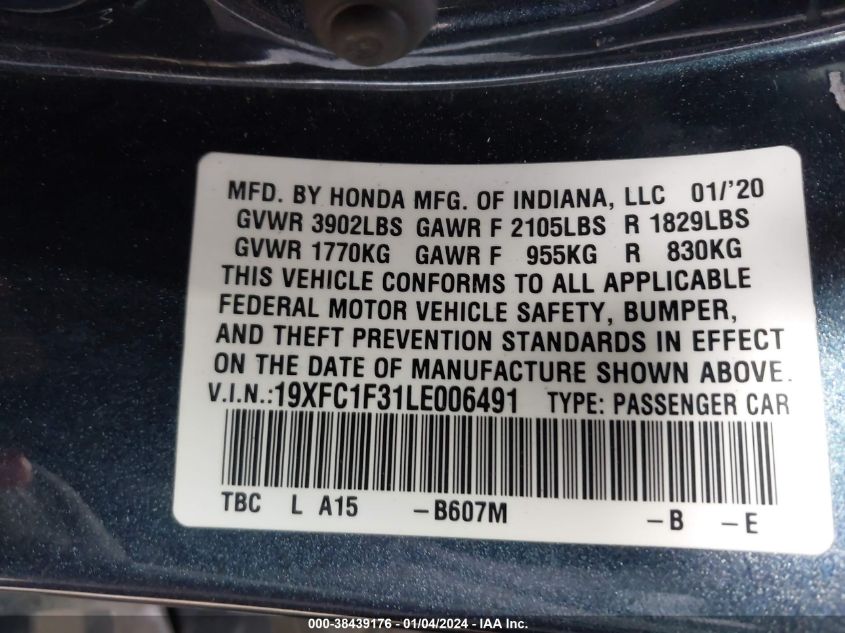 MFD. BY HONDA MFG. OF INDIANA, LLC 01/'20
GVWR 3902LBS GAWR F 2105LBS R 1829LBS
GVWR 1770KG GAWR F 955KG R 830KG
THIS VEHICLE CONFORMS TO ALL APPLICABLE
FEDERAL MOTOR VEHICLE SAFETY, BUMPER,
AND THEFT PREVENTION STANDARDS IN EFFECT
ON THE DATE OF MANUFACTURE SHOWN ABOVE.
V.I.N.:19XFC1F31LE006491 TYPE: PASSENGER CAR
TBC L A15 -B607M -B -E
000-38439176 - 01/04/2024 - IAA Inc.